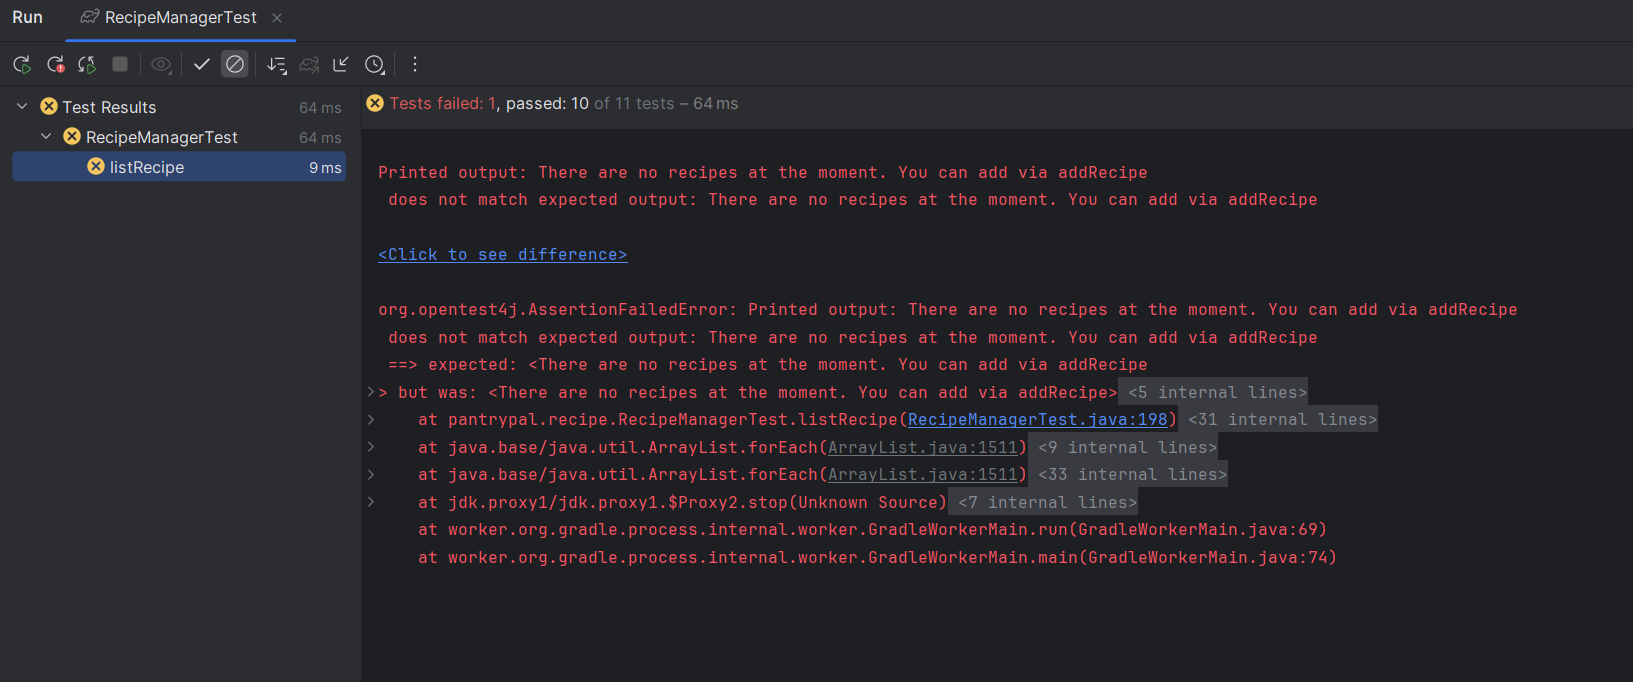 Run
RecipeManagerTest
Test Results 64 ms
RecipeManagerTest 64 ms
listRecipe 9 ms
Tests failed: 1, passed: 10 of 11 tests – 64 ms
Printed output: There are no recipes at the moment. You can add via addRecipe
does not match expected output: There are no recipes at the moment. You can add via addRecipe
<Click to see difference>
org.opentest4j.AssertionFailedError: Printed output: There are no recipes at the moment. You can add via addRecipe
does not match expected output: There are no recipes at the moment. You can add via addRecipe
==> expected: <There are no recipes at the moment. You can add via addRecipe
> but was: <There are no recipes at the moment. You can add via addRecipe> <5 internal lines>
at pantrypal.recipe.RecipeManagerTest.listRecipe(RecipeManagerTest.java:198) <31 internal lines>
at java.base/java.util.ArrayList.forEach(ArrayList.java:1511) <9 internal lines>
at java.base/java.util.ArrayList.forEach(ArrayList.java:1511) <33 internal lines>
at jdk.proxy1/jdk.proxy1.$Proxy2.stop(Unknown Source) <7 internal lines>
at worker.org.gradle.process.internal.worker.GradleWorkerMain.run(GradleWorkerMain.java:69)
at worker.org.gradle.process.internal.worker.GradleWorkerMain.main(GradleWorkerMain.java:74)